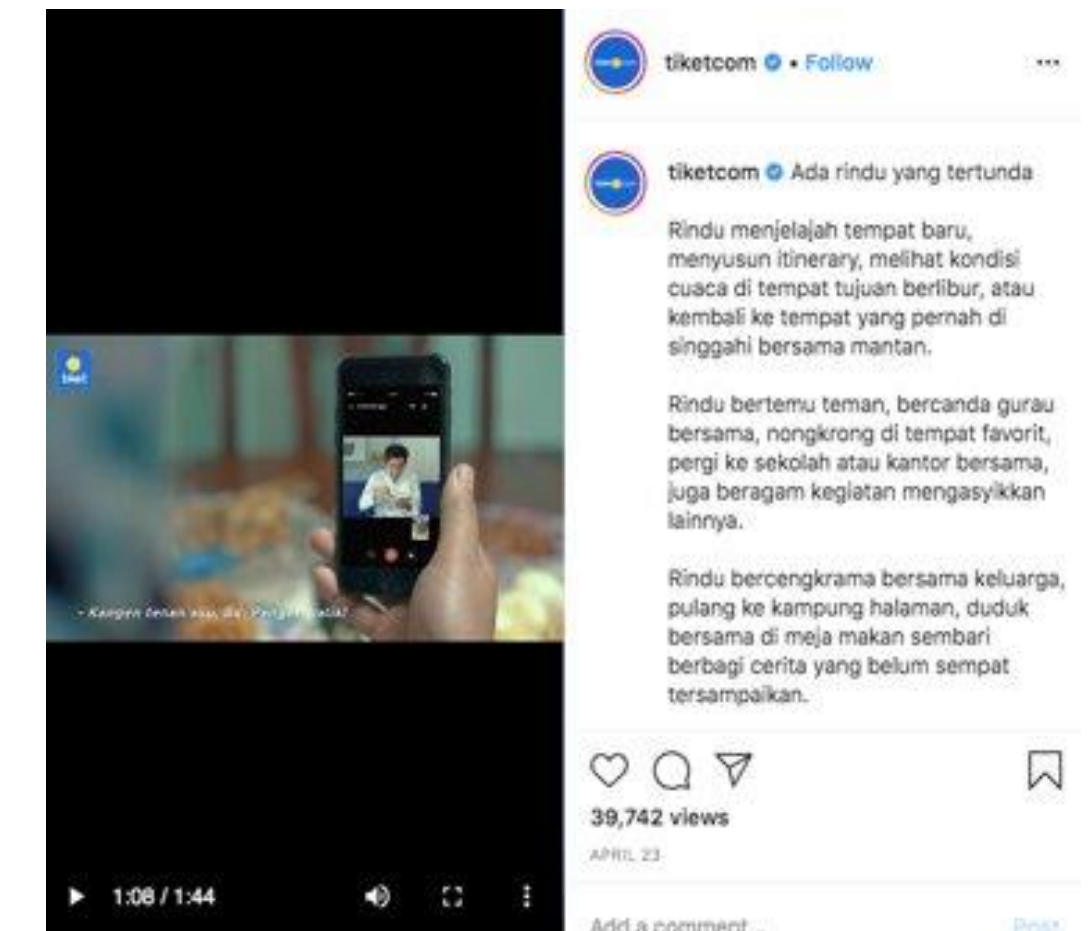 tiketcom • Follow
tiketcom Ada rindu yang tertunda
Rindu menjelajah tempat baru,
menyusun itinerary, melihat kondisi
cuaca di tempat tujuan berlibur, atau
kembali ke tempat yang pernah di
singgahi bersama mantan.
Rindu bertemu teman, bercanda gurau
bersama, nongkrong di tempat favorit,
pergi ke sekolah atau kantor bersama,
juga beragam kegiatan mengasyikkan
lainnya.
Rindu bercengkrama bersama keluarga,
pulang ke kampung halaman, duduk
bersama di meja makan sembari
berbagi cerita yang belum sempat
tersampaikan.
39,742 views
APRIL 23
Add a comment...
Post
tiket
- Kangen tenan
1:08 / 1:44